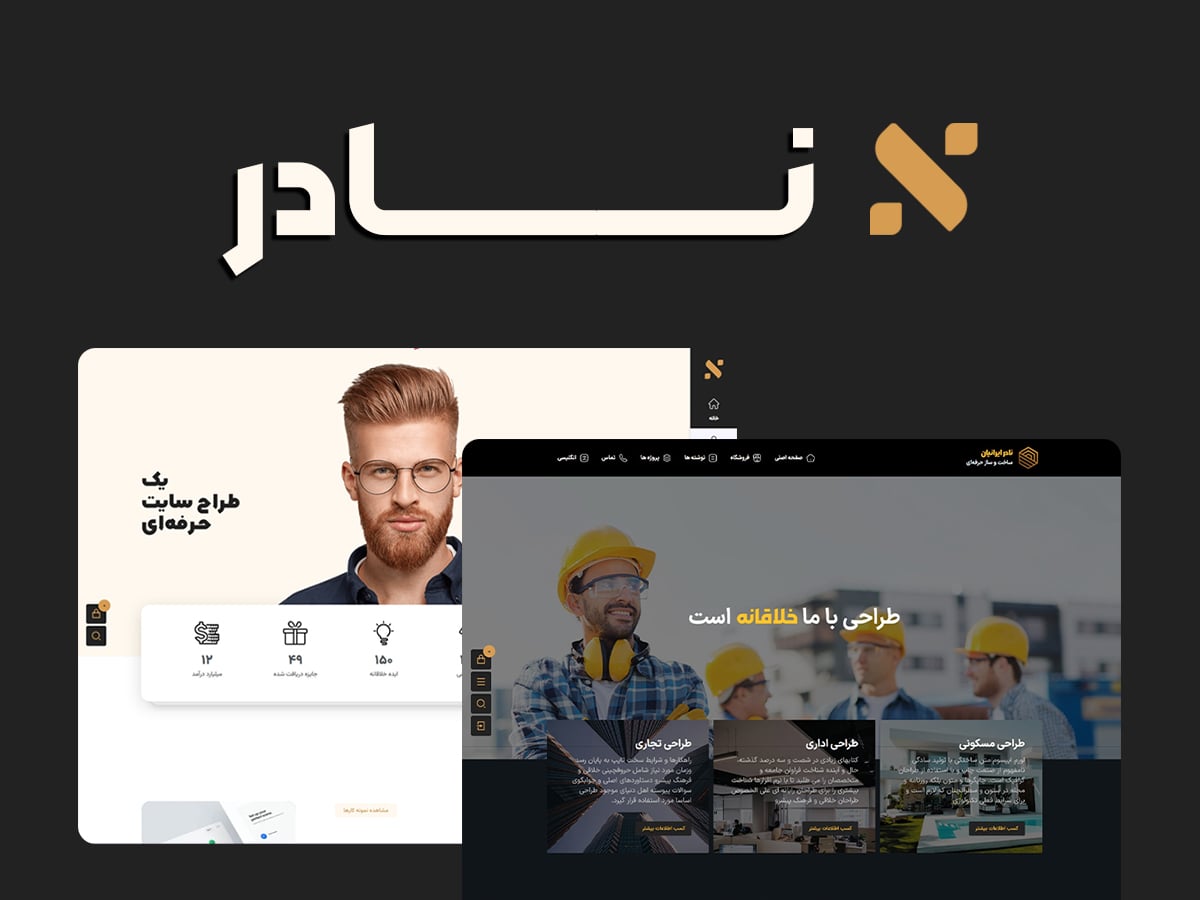 نادر
خانه
یک
طراح سایت
حرفه‌ای
۱۵۰
ایده خلاقانه
۴۹
جایزه دریافت شده
۱۲
میلیارد درآمد
مشاهده نمونه کارها
نادر ایرانیان
ساخت و ساز حرفه‌ای
صفحه اصلی
فروشگاه
نوشته ها
پروژه ها
تماس
انگلیسی
طراحی با ما خلاقانه است
طراحی مسکونی
لورم ایپسوم متن ساختگی با تولید سادگی
نامفهوم از صنعت چاپ و با استفاده از طراحان
گرافیک است. چاپگرها و متون بلکه روزنامه و
مجله در ستون و سطرآنچنان که لازم است و
برای شرایط فعلی تکنولوژی
کسب اطلاعات بیشتر
طراحی اداری
کتابهای زیادی در شصت و سه درصد گذشته،
حال و آینده شناخت فراوان جامعه و
متخصصان را می طلبد تا با نرم افزارها شناخت
بیشتری را برای طراحان رایانه ای علی الخصوص
طراحان خلاقی و فرهنگ پیشرو
کسب اطلاعات بیشتر
طراحی تجاری
راهکارها و شرایط سخت تایپ به پایان رسد
وزمان مورد نیاز شامل حروفچینی خلاقی و
فرهنگ پیشرو دستاوردهای اصلی و جوابگوی
سوالات پیوسته اهل دنیای موجود طراحی
اساسا مورد استفاده قرار گیرد.
کسب اطلاعات بیشتر